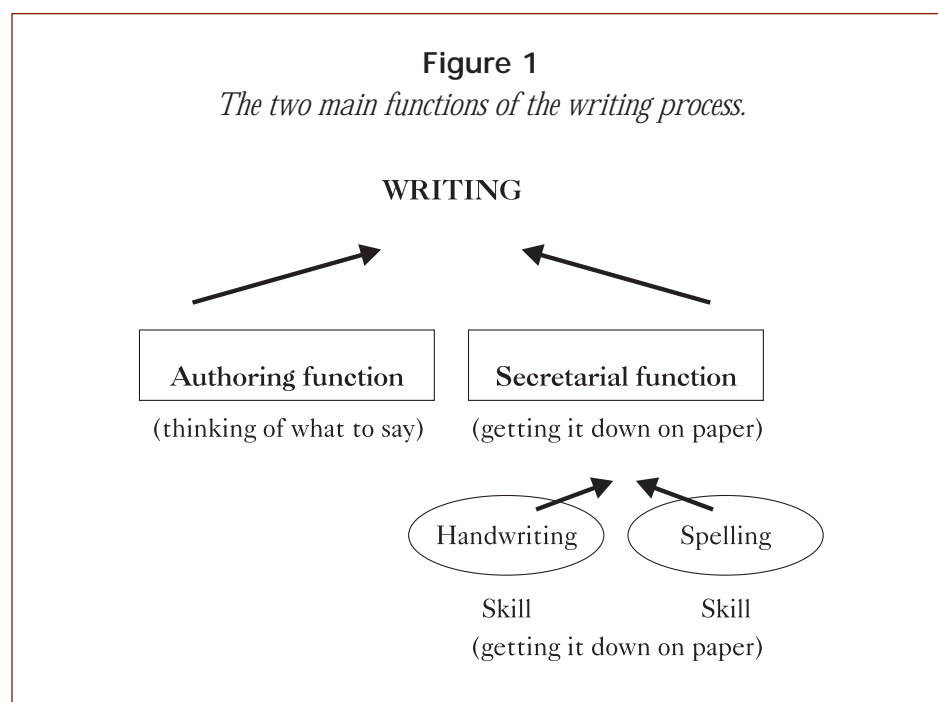 Figure 1
The two main functions of the writing process.
WRITING
Authoring function Secretarial function
(thinking of what to say) (getting it down on paper)
Handwriting Spelling
Skill Skill
(getting it down on paper)